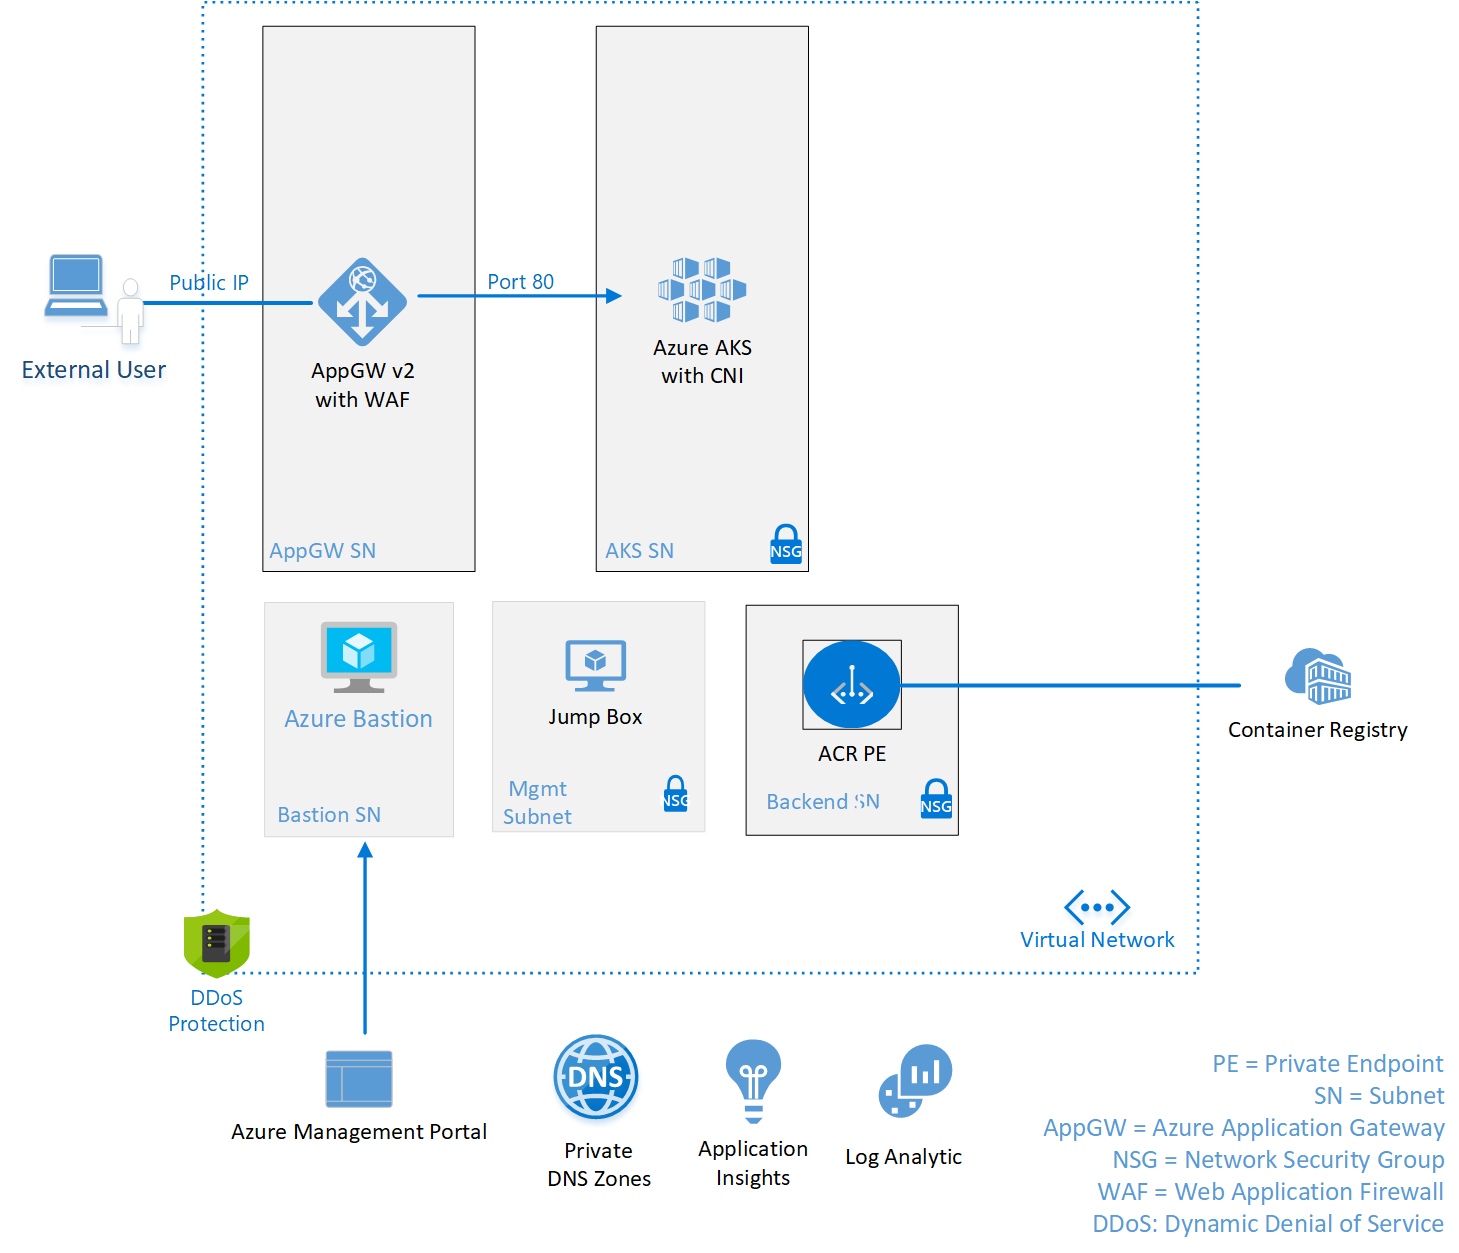 Public IP
Port 80
External User
AppGW v2
with WAF
Azure AKS
with CNI
AppGW SN
AKS SN
NSG
Azure Bastion
Bastion SN
Jump Box
Mgmt
Subnet
NSG
ACR PE
Backend SN
NSG
Container Registry
Virtual Network
DDoS
Protection
Azure Management Portal
DNS
Private
DNS Zones
Application
Insights
Log Analytic
PE = Private Endpoint
SN = Subnet
AppGW = Azure Application Gateway
NSG = Network Security Group
WAF = Web Application Firewall
DDoS: Dynamic Denial of Service